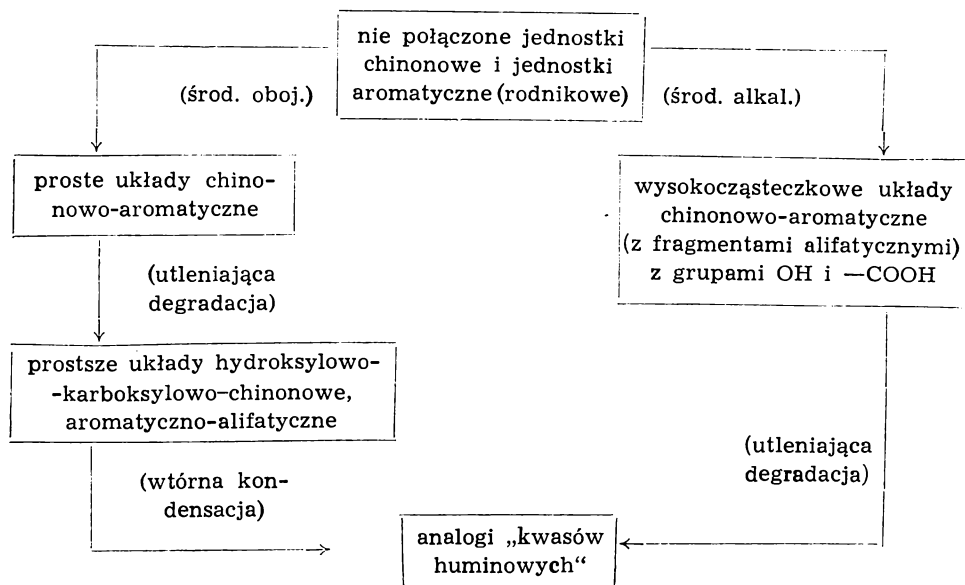 nie połączone jednostki
chinonowe i jednostki
aromatyczne (rodnikowe)
(środ. oboj.)
(środ. alkal.)
proste układy chino-
nowo-aromatyczne
wysokocząsteczkowe układy
chinonowo-aromatyczne
(z fragmentami alifatycznymi)
z grupami OH i —COOH
(utleniająca
degradacja)
prostsze układy hydroksylowo-
-karboksylowo-chinonowe,
aromatyczno-alifatyczne
(utleniająca
degradacja)
(wtórna kon-
densacja)
analogi „kwasów
huminowych“